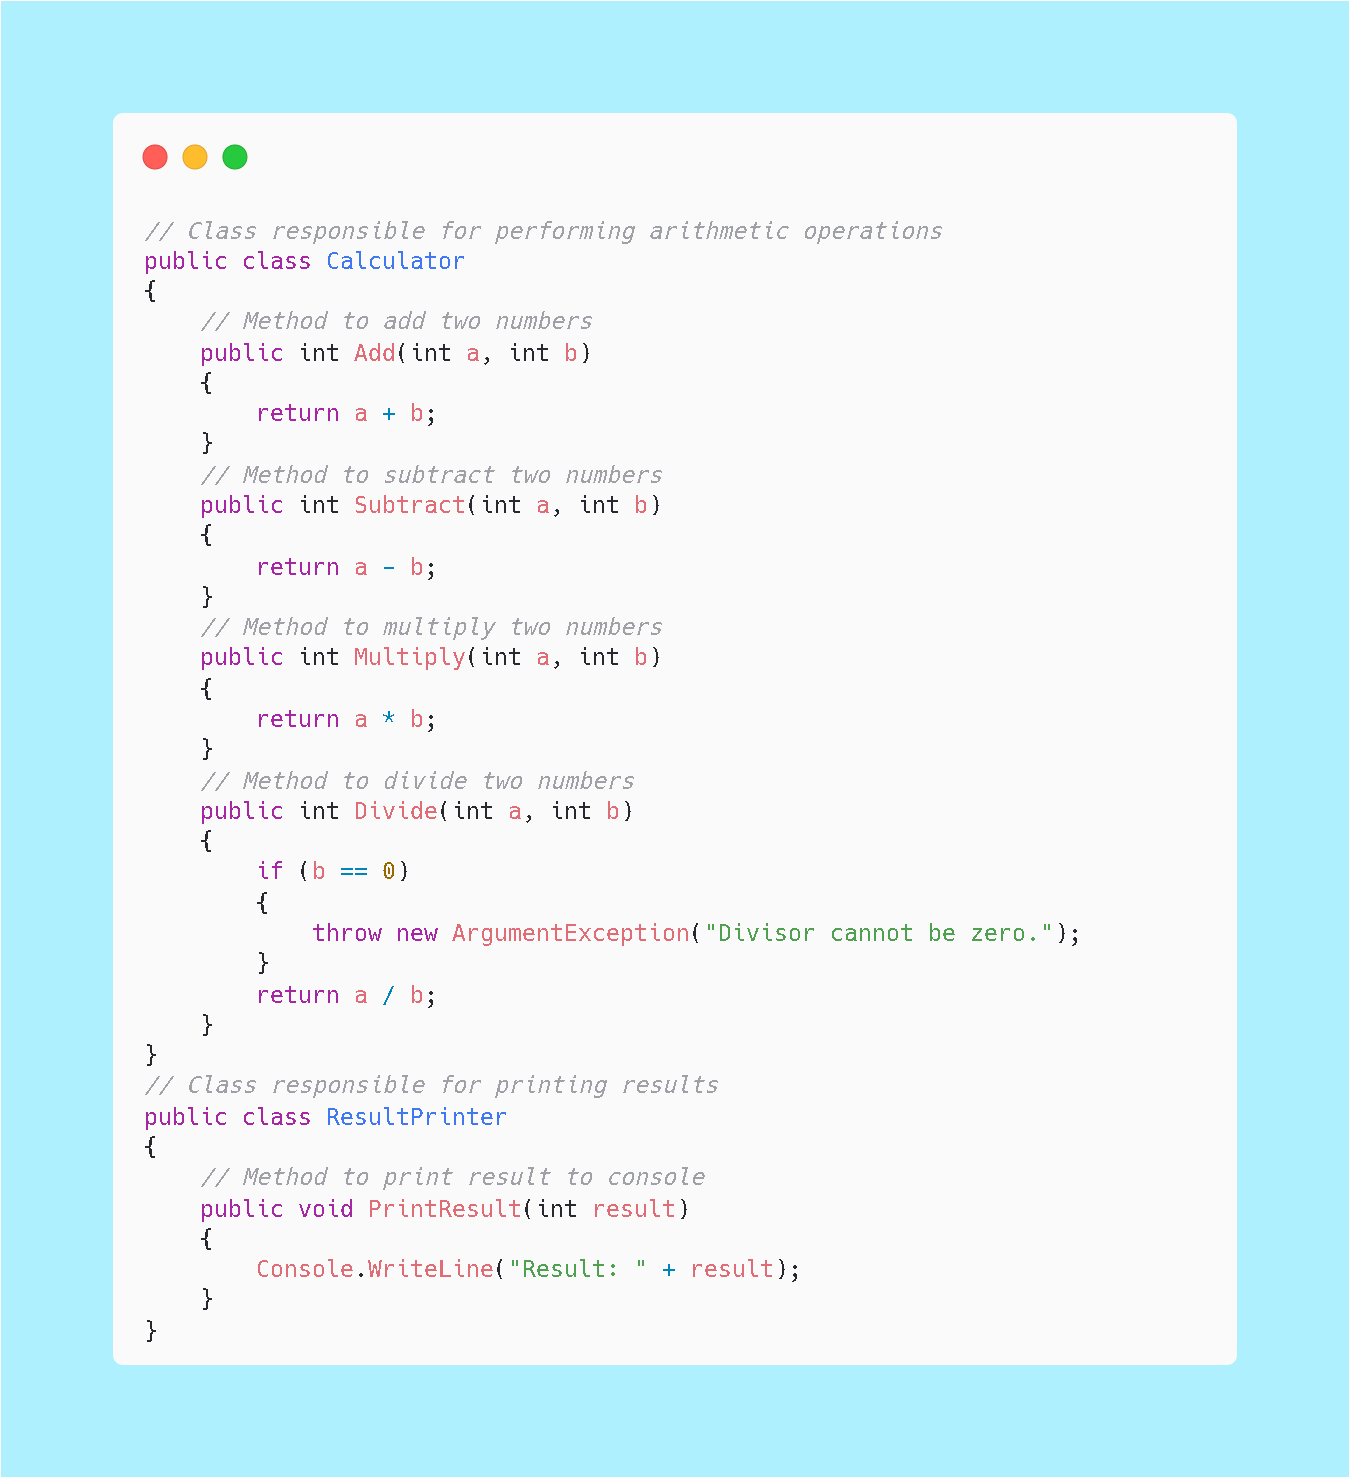 // Class responsible for performing arithmetic operations
public class Calculator
{
    // Method to add two numbers
    public int Add(int a, int b)
    {
        return a + b;
    }
    // Method to subtract two numbers
    public int Subtract(int a, int b)
    {
        return a - b;
    }
    // Method to multiply two numbers
    public int Multiply(int a, int b)
    {
        return a * b;
    }
    // Method to divide two numbers
    public int Divide(int a, int b)
    {
        if (b == 0)
        {
            throw new ArgumentException("Divisor cannot be zero.");
        }
        return a / b;
    }
}
// Class responsible for printing results
public class ResultPrinter
{
    // Method to print result to console
    public void PrintResult(int result)
    {
        Console.WriteLine("Result: " + result);
    }
}